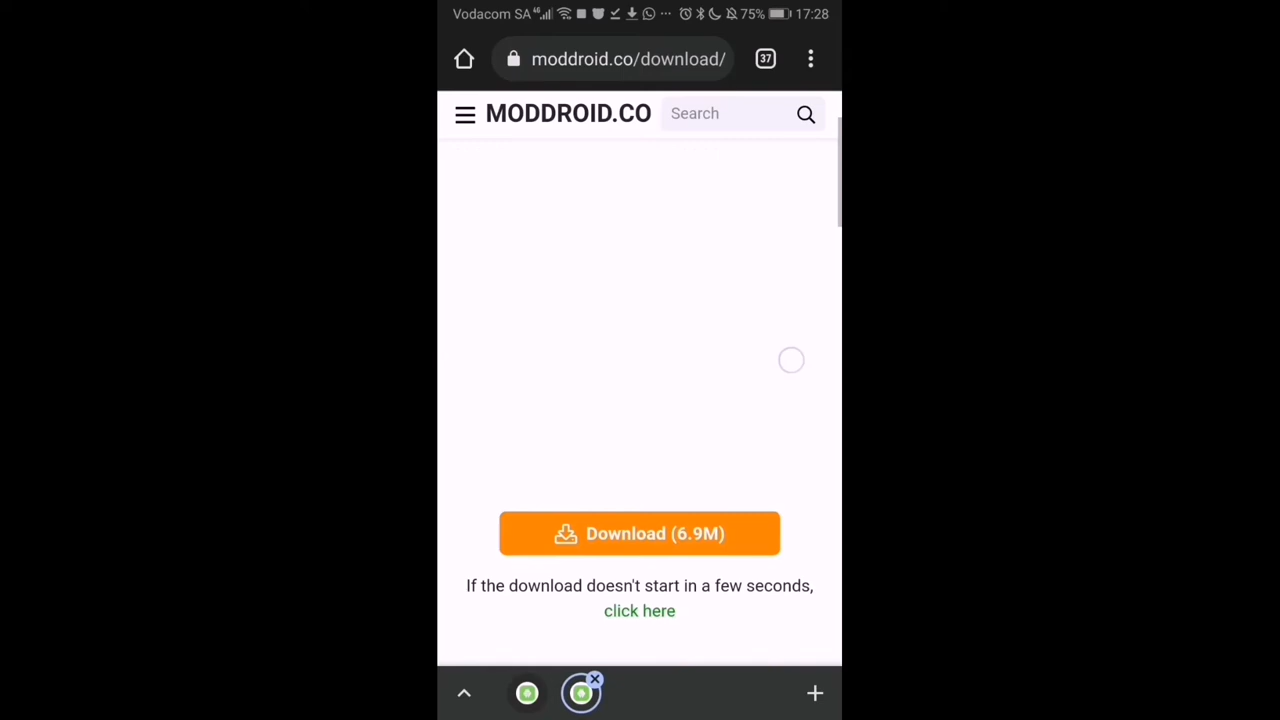 Vodacom SA 4G 75% 17:28
moddroid.co/download/ 37
MODDROID.CO Search
Download (6.9M)
If the download doesn't start in a few seconds,
click here